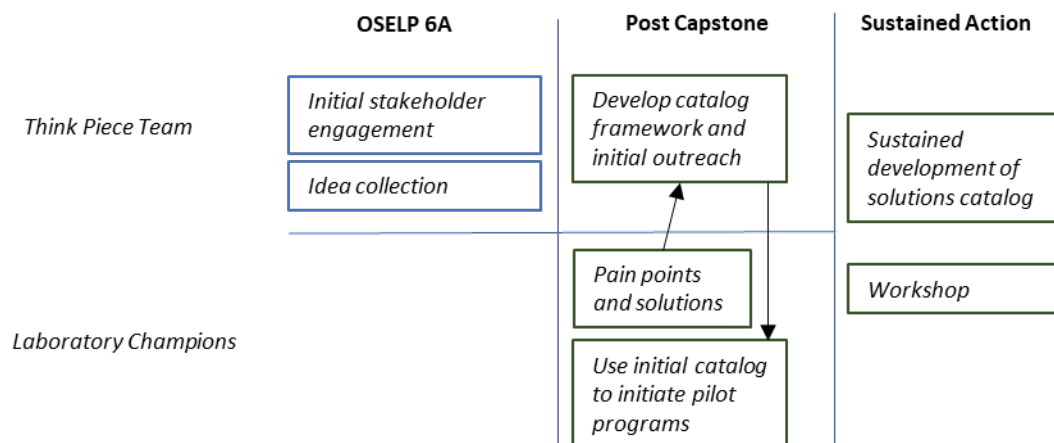 OSELP 6A
Post Capstone
Sustained Action
Think Piece Team
Initial stakeholder
engagement
Idea collection
Develop catalog
framework and
initial outreach
Sustained
development of
solutions catalog
Laboratory Champions
Pain points
and solutions
Use initial catalog
to initiate pilot
programs
Workshop